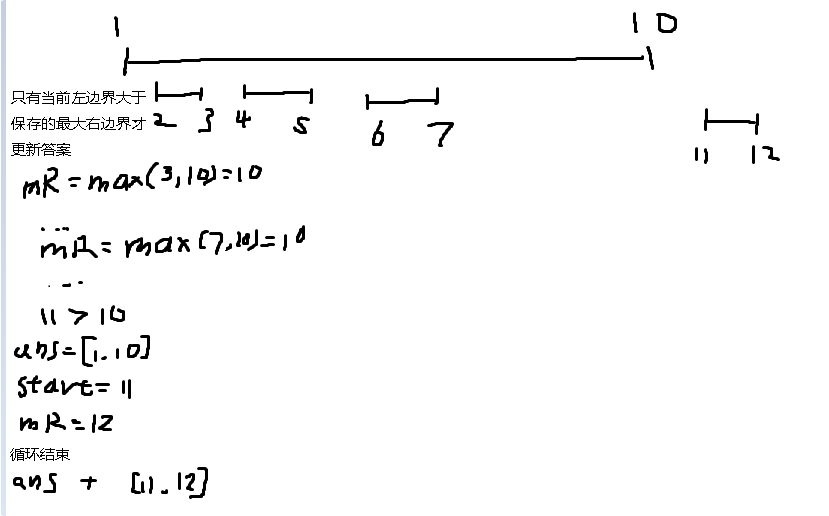 1 10
只有当前左边界大于
保存的最大右边界才
更新答案
2 3 4 5 6 7 11 12
mR=max(3,10)=10
...
mR=max(7,10)=10
...
11>10
ans=[1.10]
start=11
mR=12
循环结束
ans + [11.12]